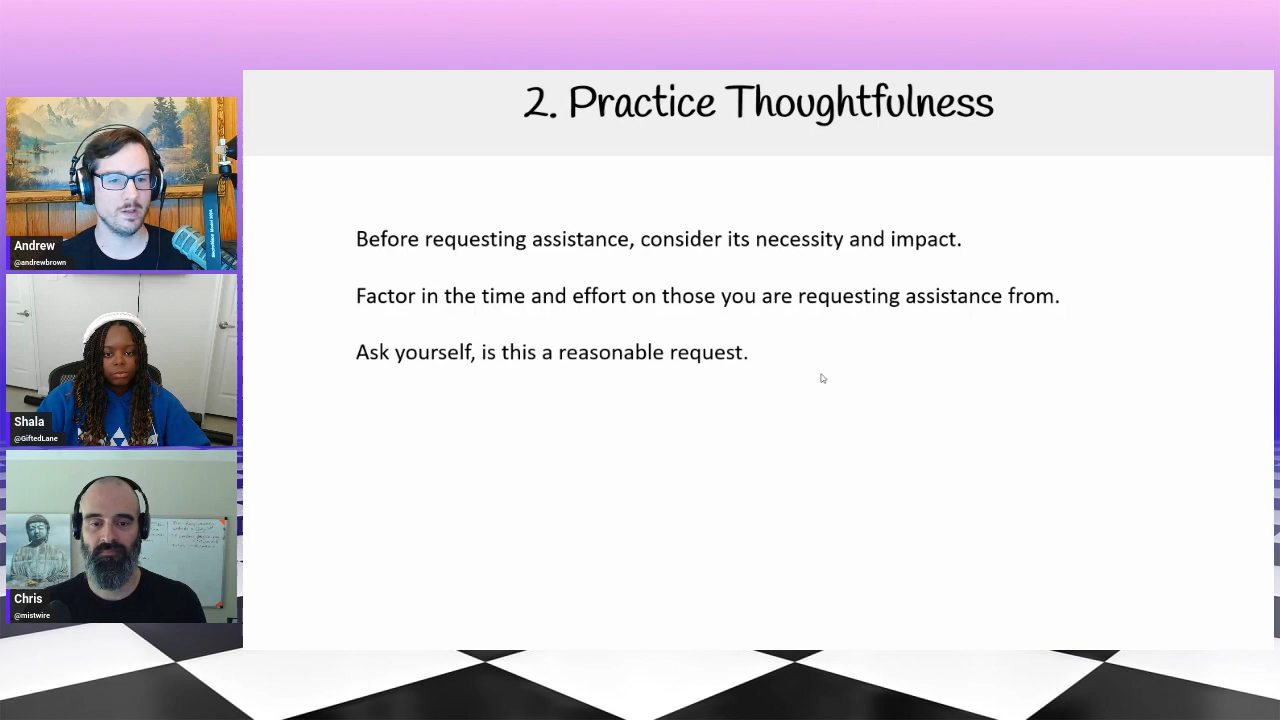 2. Practice Thoughtfulness
Before requesting assistance, consider its necessity and impact.
Factor in the time and effort on those you are requesting assistance from.
Ask yourself, is this a reasonable request.
Andrew
@andrewbrown
Shala
@GiftedLane
Chris
@mistwire